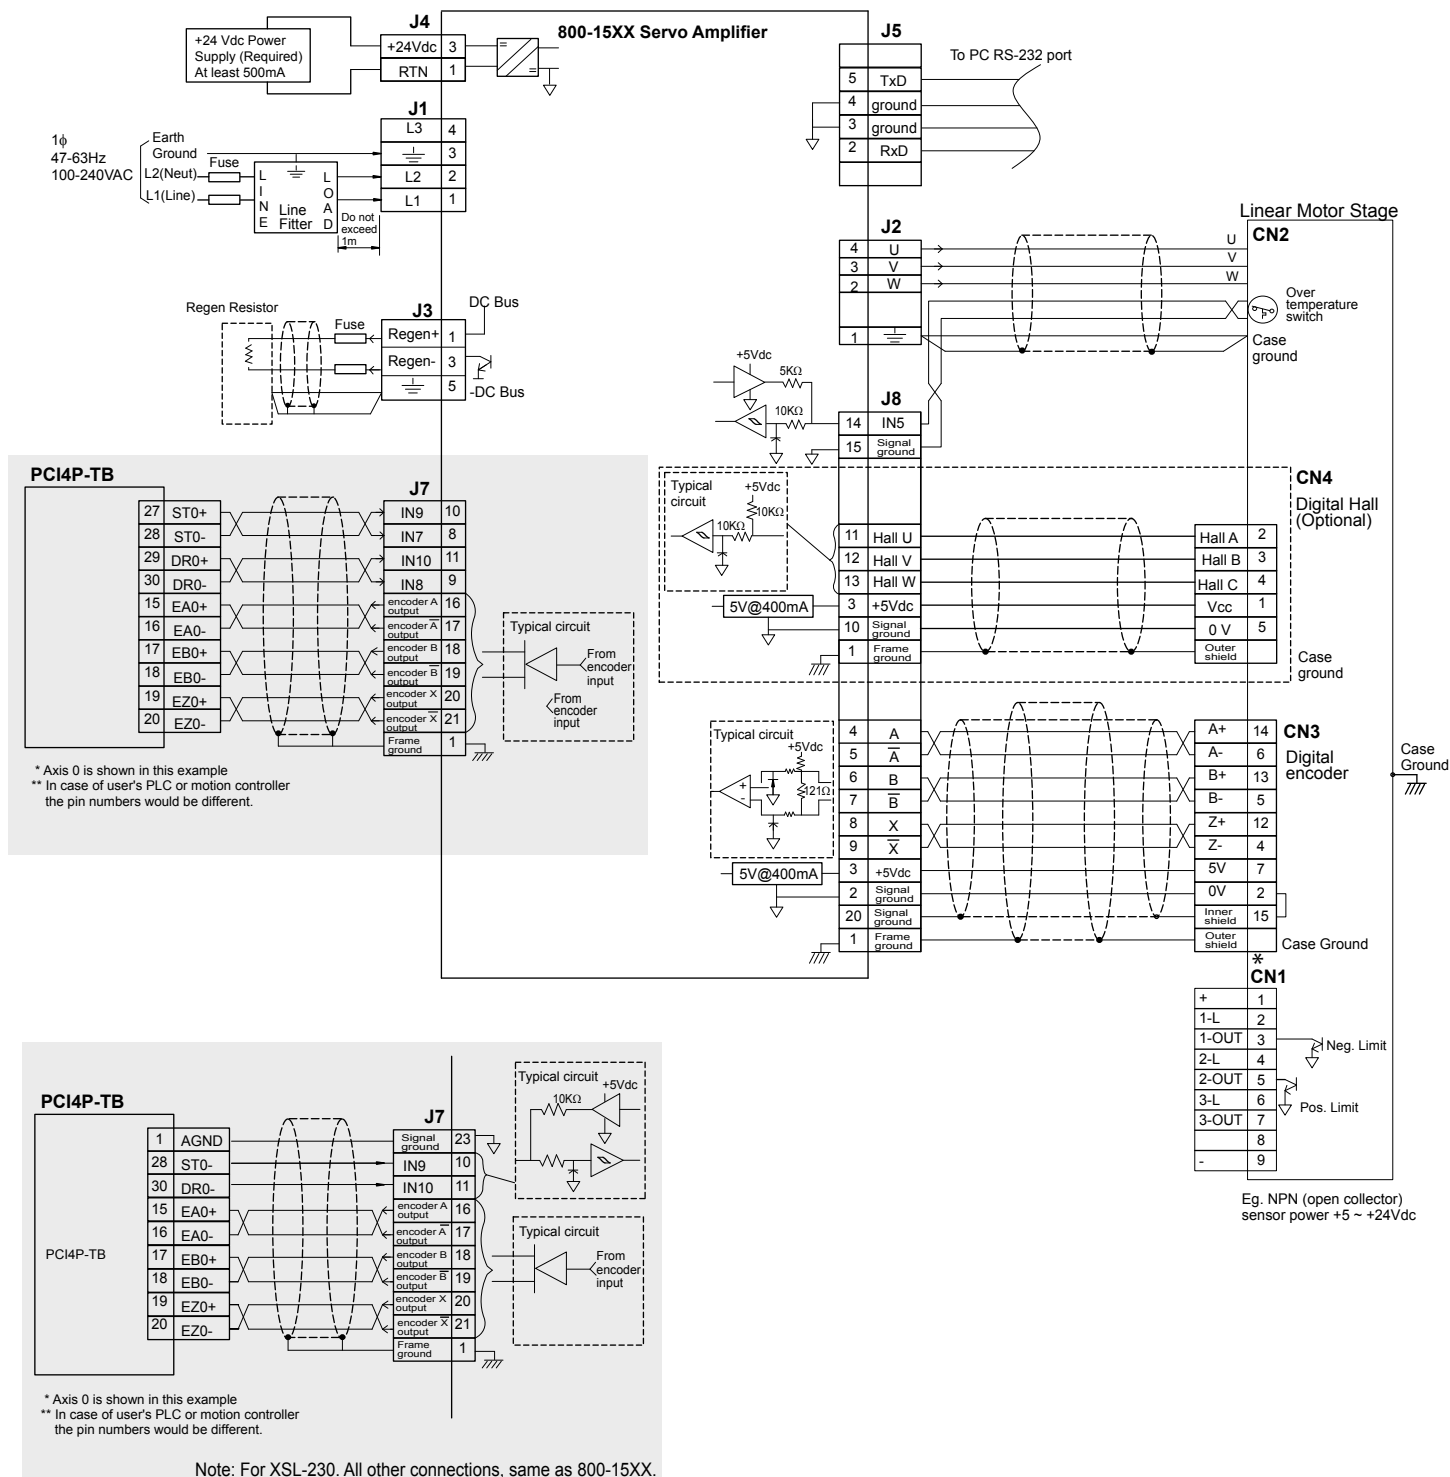 800-15XX Servo Amplifier
J4
+24 Vdc Power
Supply (Required)
At least 500mA
+24Vdc 3
RTN 1
=
=
J1
L3 4
3
L2 2
L1 1
1ϕ
47-63Hz
100-240VAC
Earth
Ground
L2(Neut)
L1(Line)
Fuse
LINE
Line
Fitter
LOAD
Do not
exceed
1m
Regen Resistor
Fuse
J3
Regen+ 1
Regen- 3
5
DC Bus
-DC Bus
J5
To PC RS-232 port
5 TxD
4 ground
3 ground
2 RxD
J2
4 U
3 V
2 W
1
Linear Motor Stage
CN2
U
V
W
Over
temperature
switch
Case
ground
+5Vdc
5KΩ
10KΩ
J8
14 IN5
15 Signal
ground
Typical
circuit
+5Vdc
10KΩ
10KΩ
11 Hall U
12 Hall V
13 Hall W
3 +5Vdc
10 Signal
ground
1 Frame
ground
5V@400mA
CN4
Digital Hall
(Optional)
Hall A 2
Hall B 3
Hall C 4
Vcc 1
0 V 5
Outer
shield
Case
ground
PCI4P-TB
J7
27 ST0+
28 ST0-
29 DR0+
30 DR0-
15 EA0+
16 EA0-
17 EB0+
18 EB0-
19 EZ0+
20 EZ0-
IN9 10
IN7 8
IN10 11
IN8 9
encoder A
output 16
encoder A̅
output 17
encoder B
output 18
encoder B̅
output 19
encoder X
output 20
encoder X̅
output 21
Frame
ground 1
Typical circuit
From
encoder
input
From
encoder
input
* Axis 0 is shown in this example
** In case of user's PLC or motion controller
the pin numbers would be different.
Typical circuit
+5Vdc
+
-
121Ω
4 A
5 A̅
6 B
7 B̅
8 X
9 X̅
3 +5Vdc
2 Signal
ground
20 Signal
ground
1 Frame
ground
5V@400mA
CN3
Digital
encoder
A+ 14
A- 6
B+ 13
B- 5
Z+ 12
Z- 4
5V 7
0V 2
Inner
shield 15
Outer
shield
Case Ground
Case
Ground
*
CN1
+ 1
1-L 2
1-OUT 3
2-L 4
2-OUT 5
3-L 6
3-OUT 7
8
- 9
Neg. Limit
Pos. Limit
Eg. NPN (open collector)
sensor power +5 ~ +24Vdc
PCI4P-TB
PCI4P-TB
J7
1 AGND
28 ST0-
30 DR0-
15 EA0+
16 EA0-
17 EB0+
18 EB0-
19 EZ0+
20 EZ0-
Signal
ground 23
IN9 10
IN10 11
encoder A
output 16
encoder A̅
output 17
encoder B
output 18
encoder B̅
output 19
encoder X
output 20
encoder X̅
output 21
Frame
ground 1
Typical circuit
+5Vdc
10KΩ
Typical circuit
From
encoder
input
* Axis 0 is shown in this example
** In case of user's PLC or motion controller
the pin numbers would be different.
Note: For XSL-230. All other connections, same as 800-15XX.